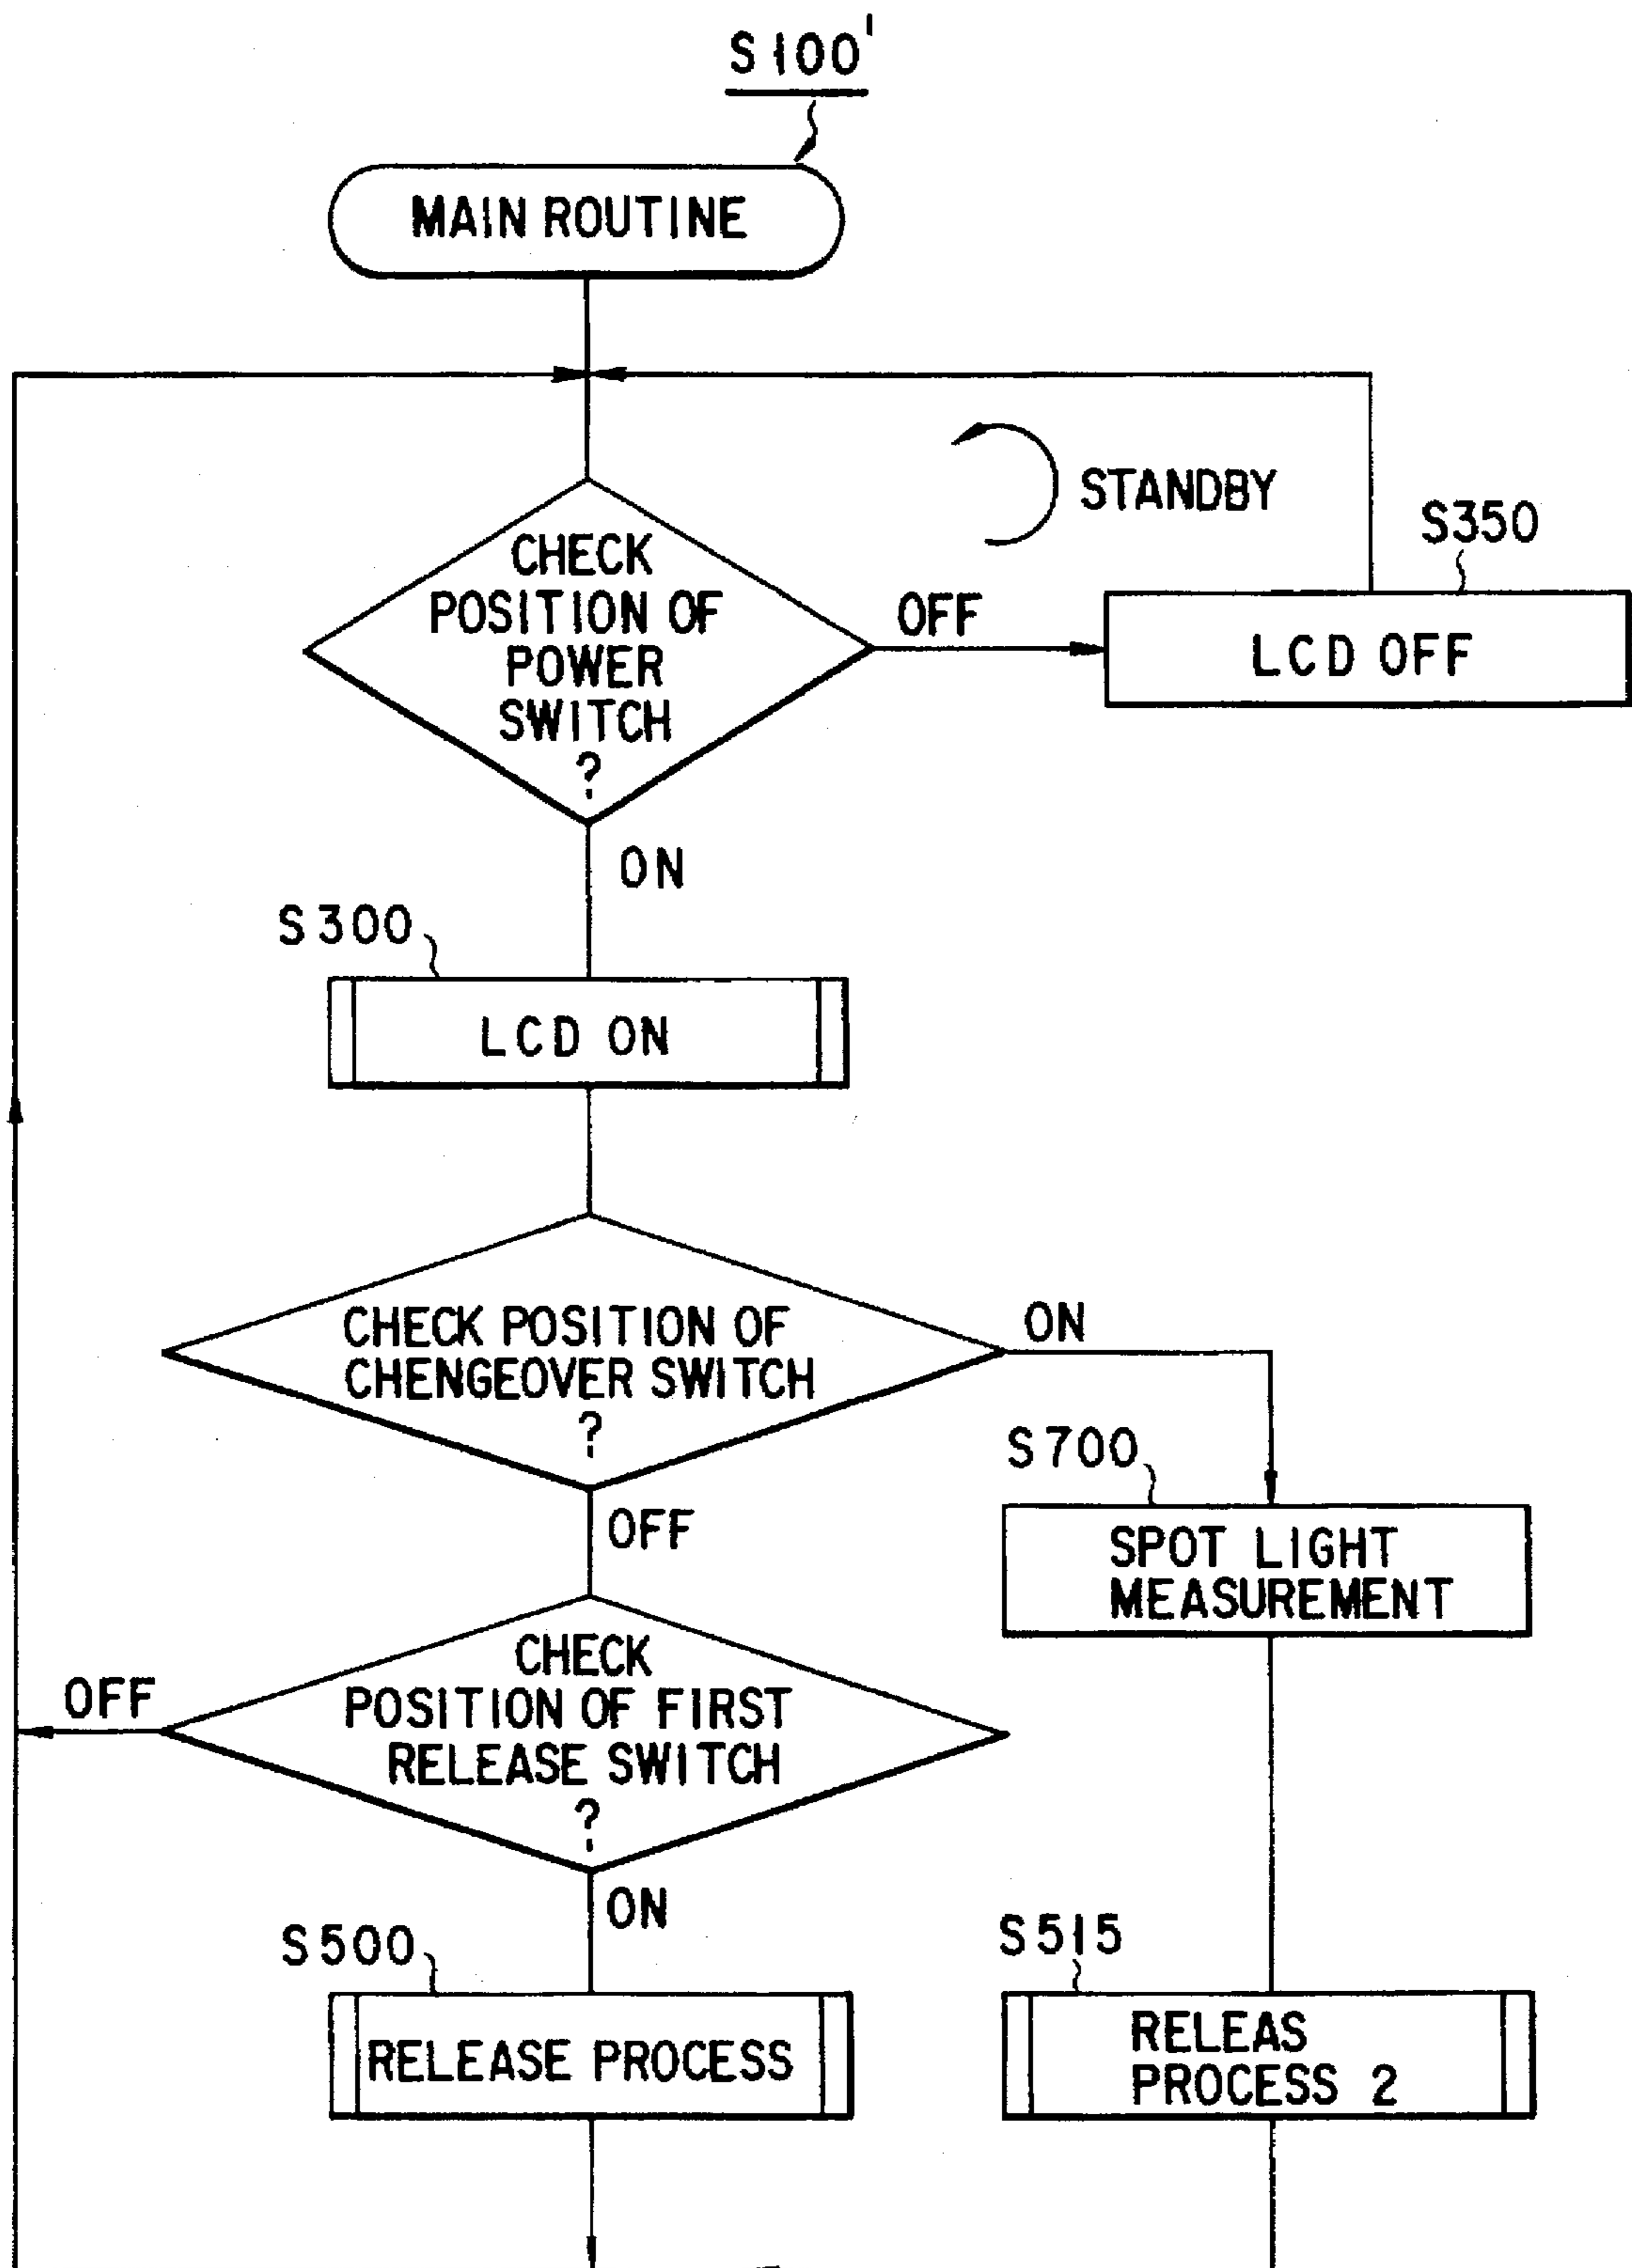 S100'
MAIN ROUTINE
STANDBY
S350
CHECK
POSITION OF
POWER
SWITCH
?
OFF
LCD OFF
ON
S300
LCD ON
CHECK POSITION OF
CHENGEOVER SWITCH
?
ON
S700
OFF
SPOT LIGHT
MEASUREMENT
CHECK
POSITION OF FIRST
RELEASE SWITCH
?
OFF
ON
S500
S515
RELEASE PROCESS
RELEAS
PROCESS 2